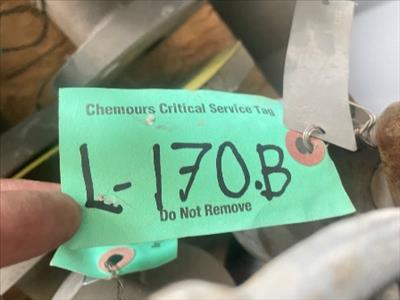 Chemours Critical Service Tag
L-170.B
Do Not Remove